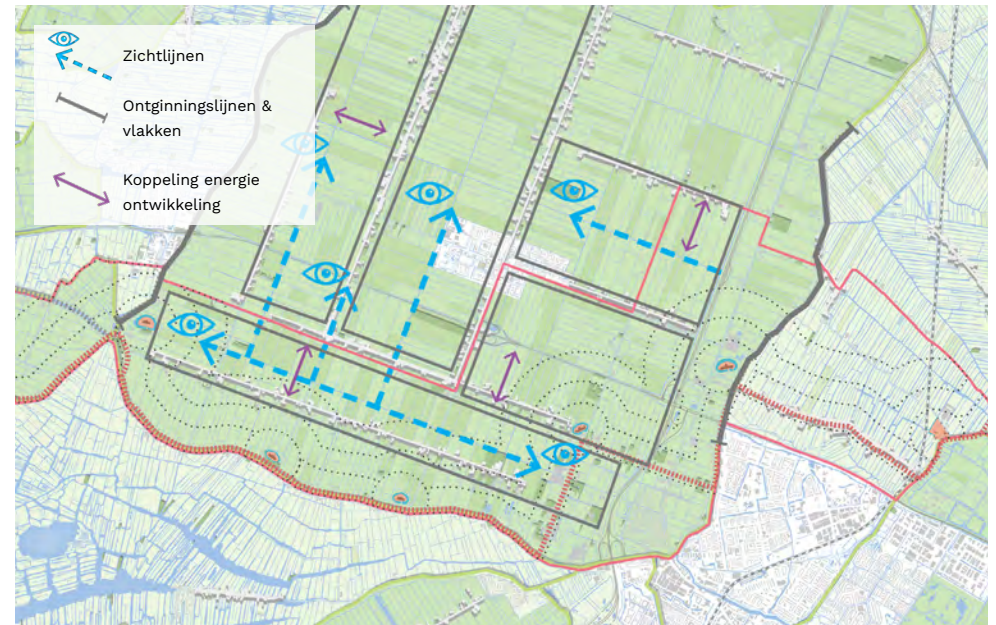 Zichtlijnen
Ontginningslijnen &
vlakken
Koppeling energie
ontwikkeling